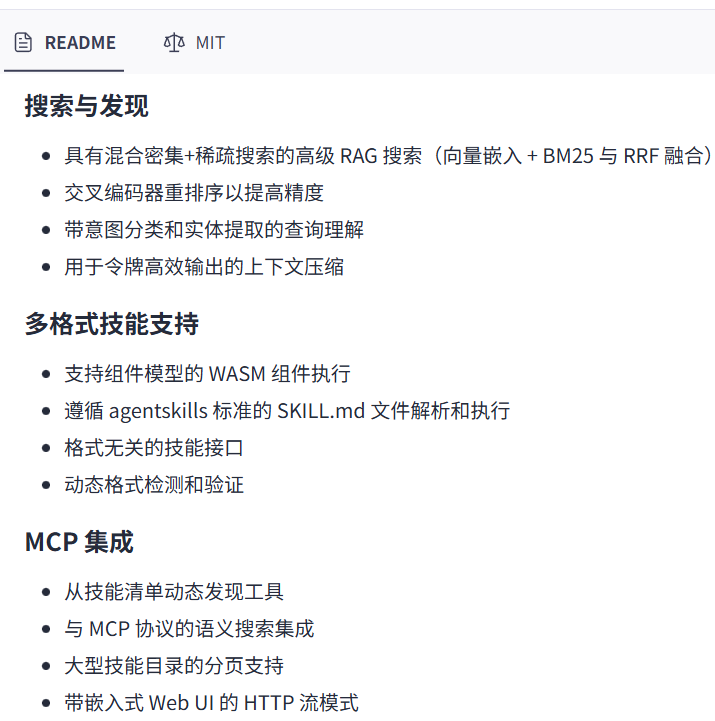 README MIT
搜索与发现
具有混合密集+稀疏搜索的高级 RAG 搜索（向量嵌入 + BM25 与 RRF 融合）
交叉编码器重排序以提高精度
带意图分类和实体提取的查询理解
用于令牌高效输出的上下文压缩
多格式技能支持
支持组件模型的 WASM 组件执行
遵循 agentskills 标准的 SKILL.md 文件解析和执行
格式无关的技能接口
动态格式检测和验证
MCP 集成
从技能清单动态发现工具
与 MCP 协议的语义搜索集成
大型技能目录的分页支持
带嵌入式 Web UI 的 HTTP 流模式